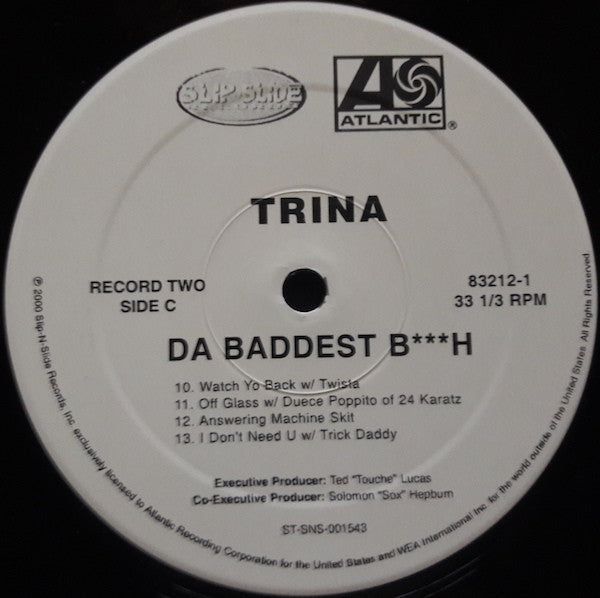 SLIP-N-SLIDE
ATLANTIC ®
TRINA
RECORD TWO
SIDE C
83212-1
33 1/3 RPM
DA BADDEST B***H
10. Watch Yo Back w/ Twista
11. Off Glass w/ Duece Poppito of 24 Karatz
12. Answering Machine Skit
13. I Don't Need U w/ Trick Daddy
Executive Producer: Ted "Touche" Lucas
Co-Executive Producer: Solomon "Sox" Hepburn
ST-SNS-001543
℗ 2000 Slip-N-Slide Records, Inc. exclusively licensed to Atlantic Recording Corporation for the United States and WEA International Inc. for the world outside of the United States. All Rights Reserved.